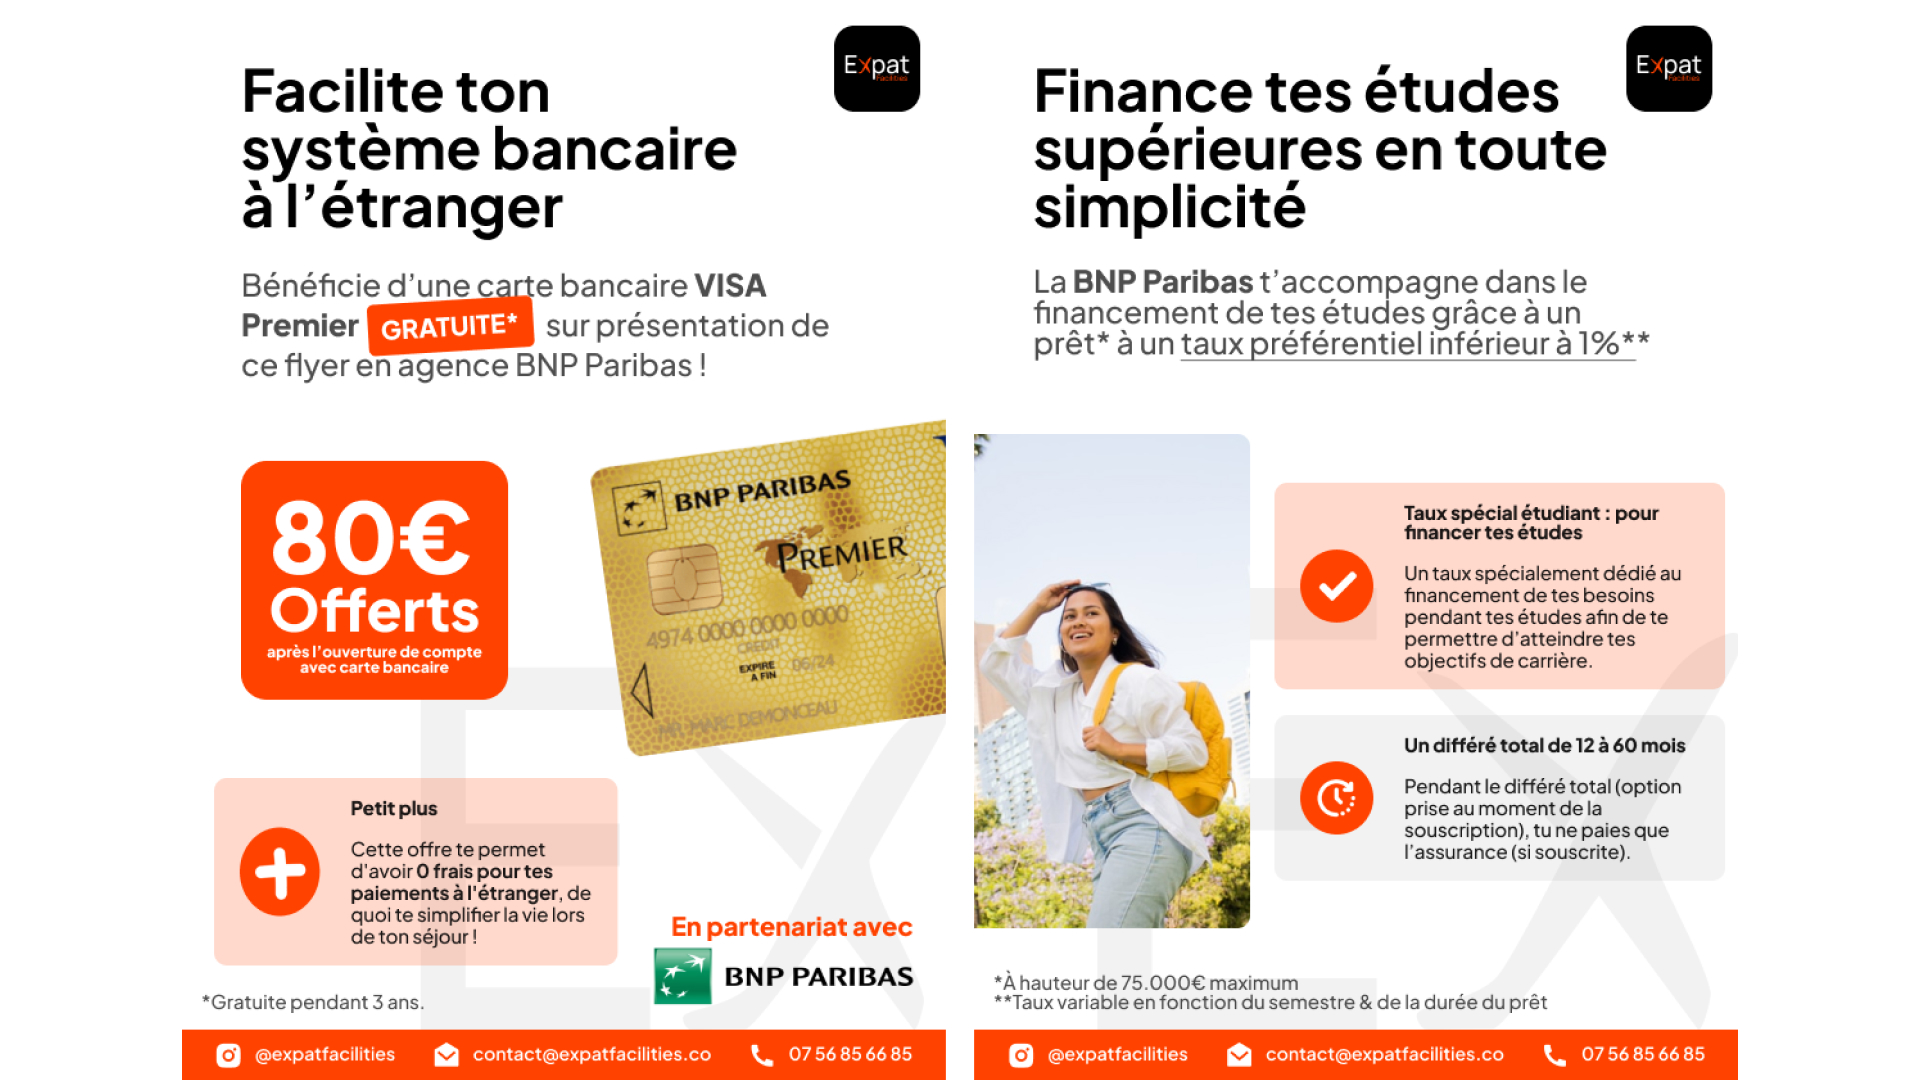 Expat
Facilities
Facilite ton
système bancaire
à l’étranger
Bénéficie d’une carte bancaire VISA
Premier GRATUITE* sur présentation de
ce flyer en agence BNP Paribas !
80€
Offerts
après l’ouverture de compte
avec carte bancaire
BNP PARIBAS
PREMIER
4974 0000 0000 0000
CREDIT
EXPIRE
A FIN
06/24
MR MARC DEMONCEAU
Petit plus
Cette offre te permet
d'avoir 0 frais pour tes
paiements à l'étranger, de
quoi te simplifier la vie lors
de ton séjour !
En partenariat avec
BNP PARIBAS
*Gratuite pendant 3 ans.
@expatfacilities
contact@expatfacilities.co
07 56 85 66 85
Expat
Facilities
Finance tes études
supérieures en toute
simplicité
La BNP Paribas t’accompagne dans le
financement de tes études grâce à un
prêt* à un taux préférentiel inférieur à 1%**
Taux spécial étudiant : pour
financer tes études
Un taux spécialement dédié au
financement de tes besoins
pendant tes études afin de te
permettre d’atteindre tes
objectifs de carrière.
Un différé total de 12 à 60 mois
Pendant le différé total (option
prise au moment de la
souscription), tu ne paies que
l’assurance (si souscrite).
*À hauteur de 75.000€ maximum
**Taux variable en fonction du semestre & de la durée du prêt
@expatfacilities
contact@expatfacilities.co
07 56 85 66 85